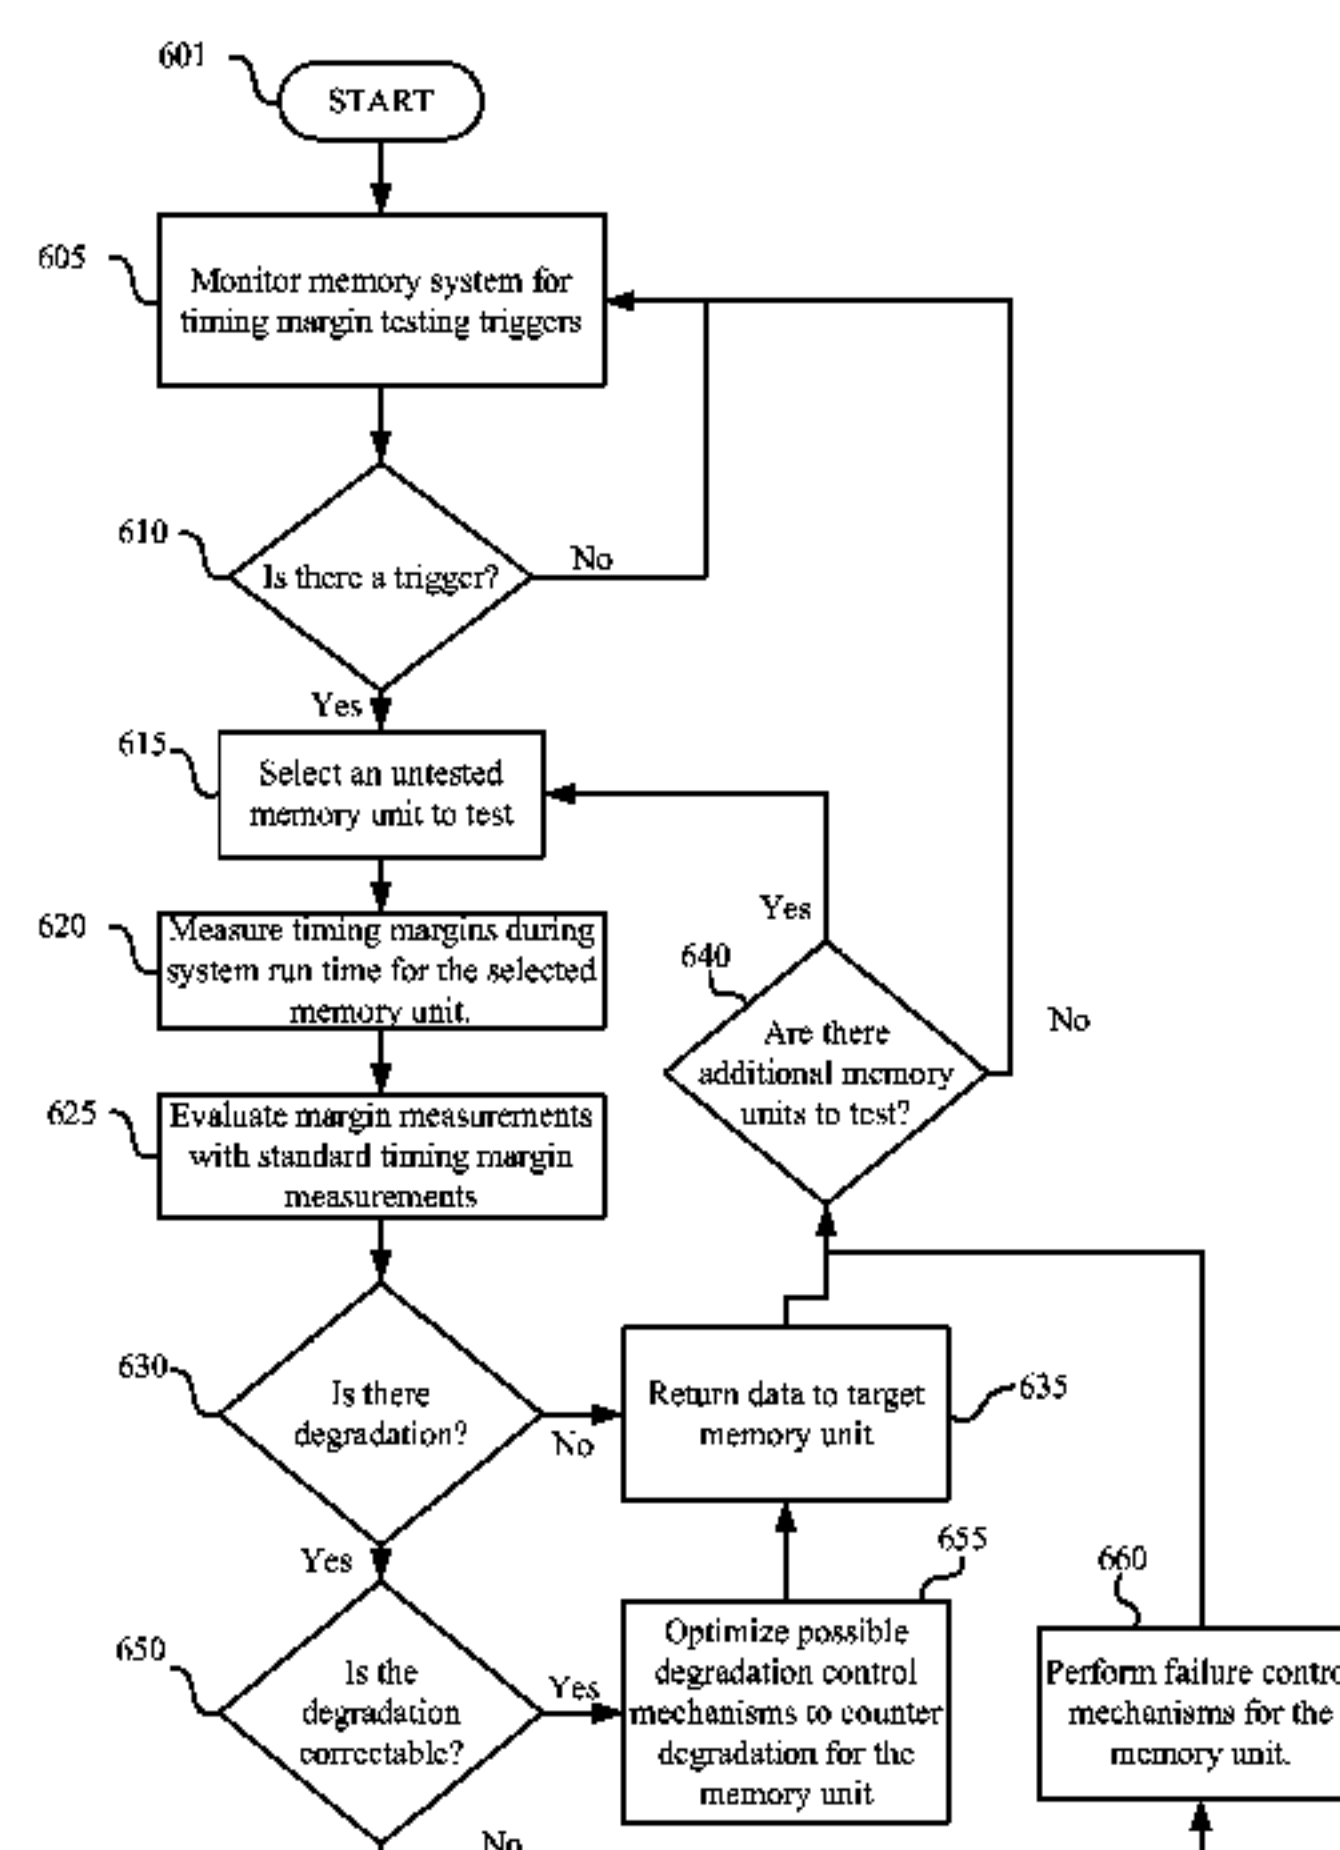 601
START
605
Monitor memory system for
timing margin testing triggers
610
Is there a trigger?
No
Yes
615
Select an untested
memory unit to test
620
Measure timing margins during
system run time for the selected
memory unit.
Yes
640
Are there
additional memory
units to test?
No
625
Evaluate margin measurements
with standard timing margin
measurements
630
Is there
degradation?
No
Return data to target
memory unit
635
Yes
650
Is the
degradation
correctable?
Yes
655
Optimize possible
degradation control
mechanisms to counter
degradation for the
memory unit
660
Perform failure contro
mechanisms for the
memory unit.
No